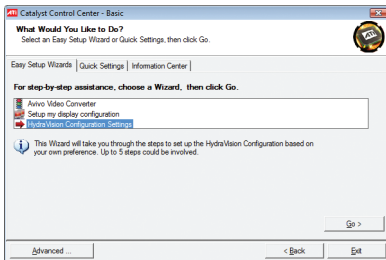 ATI Catalyst Control Center - Basic
What Would You Like to Do?
Select an Easy Setup Wizard or Quick Settings, then click Go.
ATI
Easy Setup Wizards Quick Settings Information Center
For step-by-step assistance, choose a Wizard, then click Go.
Avivo Video Converter
Setup my display configuration
HydraVision Configuration Settings
This Wizard will take you through the steps to set up the HydraVision Configuration based on
your own preference. Up to 5 steps could be involved.
Go >
Advanced ... < Back Exit